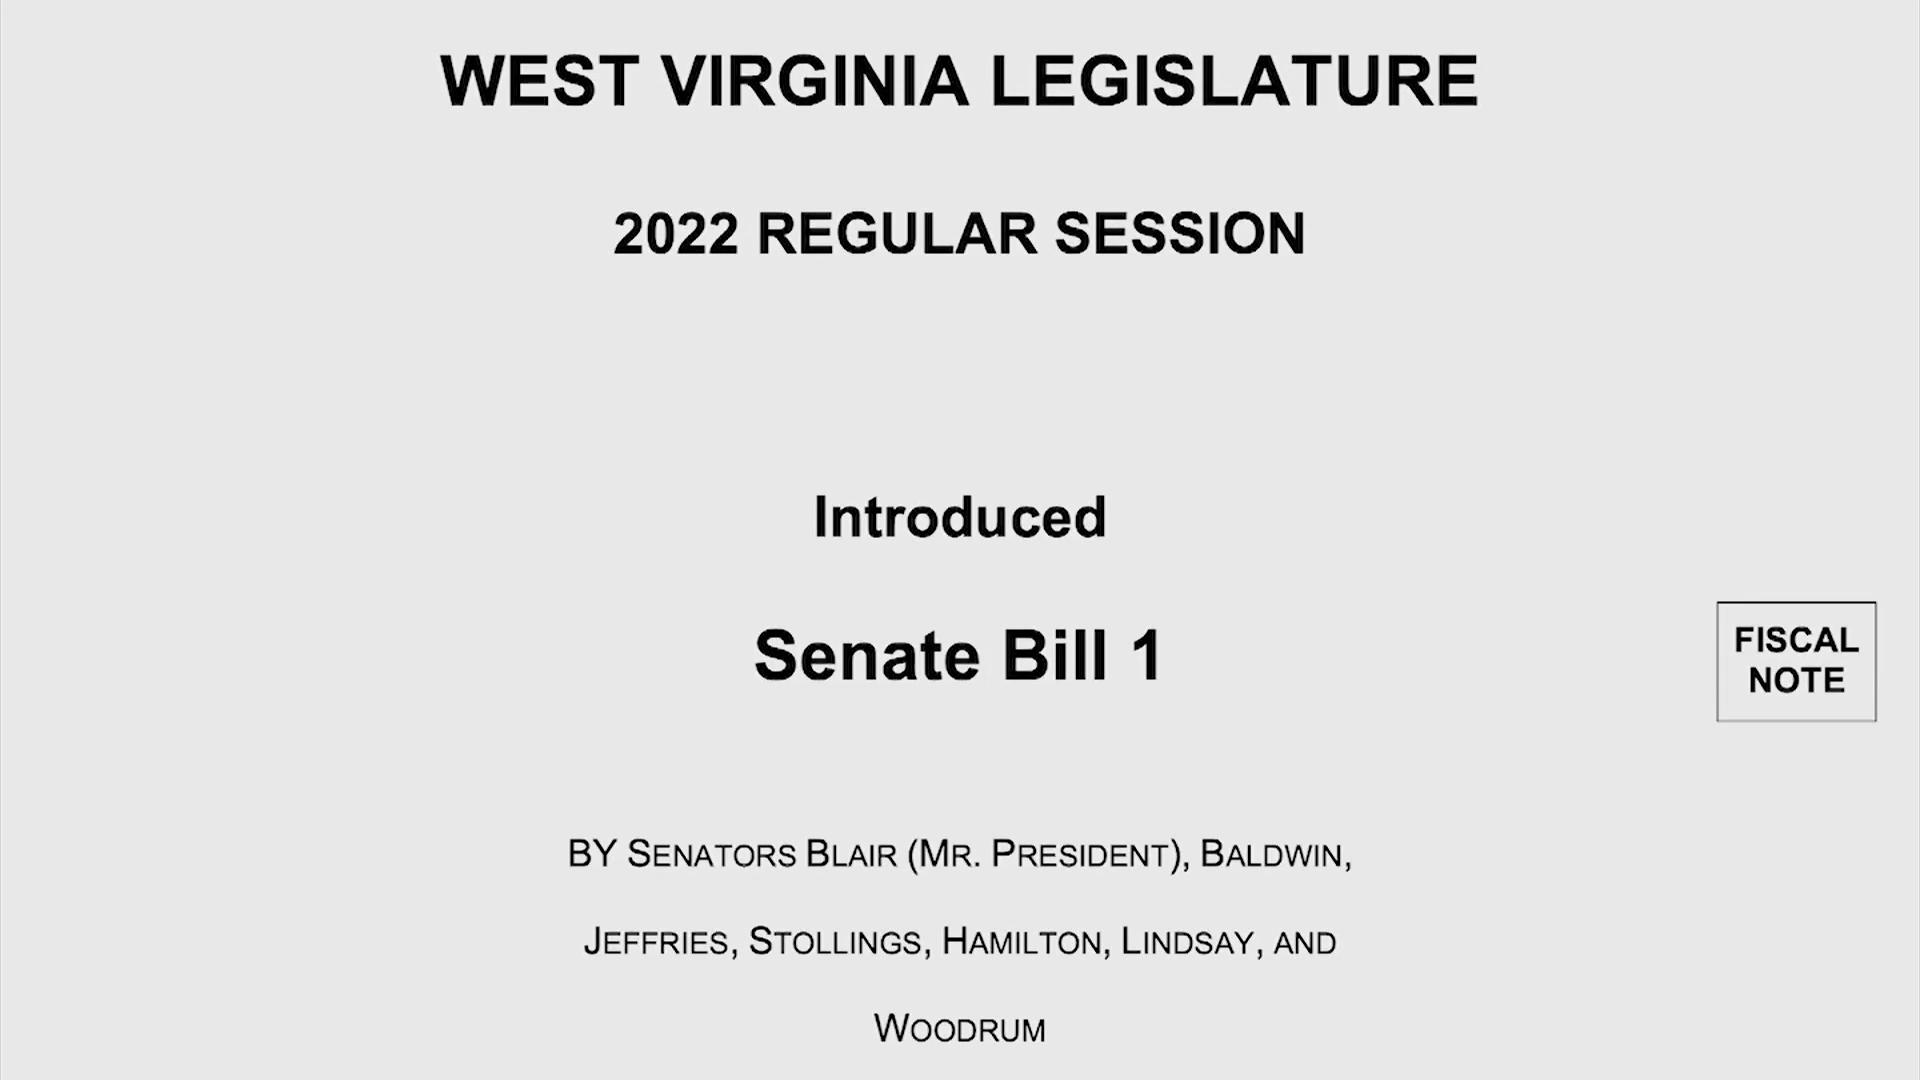 WEST VIRGINIA LEGISLATURE
2022 REGULAR SESSION
Introduced
Senate Bill 1
FISCAL
NOTE
BY SENATORS BLAIR (MR. PRESIDENT), BALDWIN,
JEFFRIES, STOLLINGS, HAMILTON, LINDSAY, AND
WOODRUM